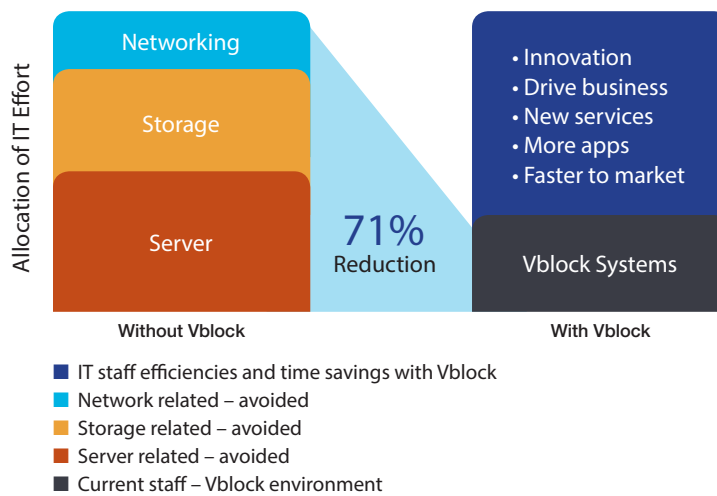 Allocation of IT Effort
Networking
Storage
Server
71%
Reduction
• Innovation
• Drive business
• New services
• More apps
• Faster to market
Vblock Systems
Without Vblock
With Vblock
IT staff efficiencies and time savings with Vblock
Network related – avoided
Storage related – avoided
Server related – avoided
Current staff – Vblock environment